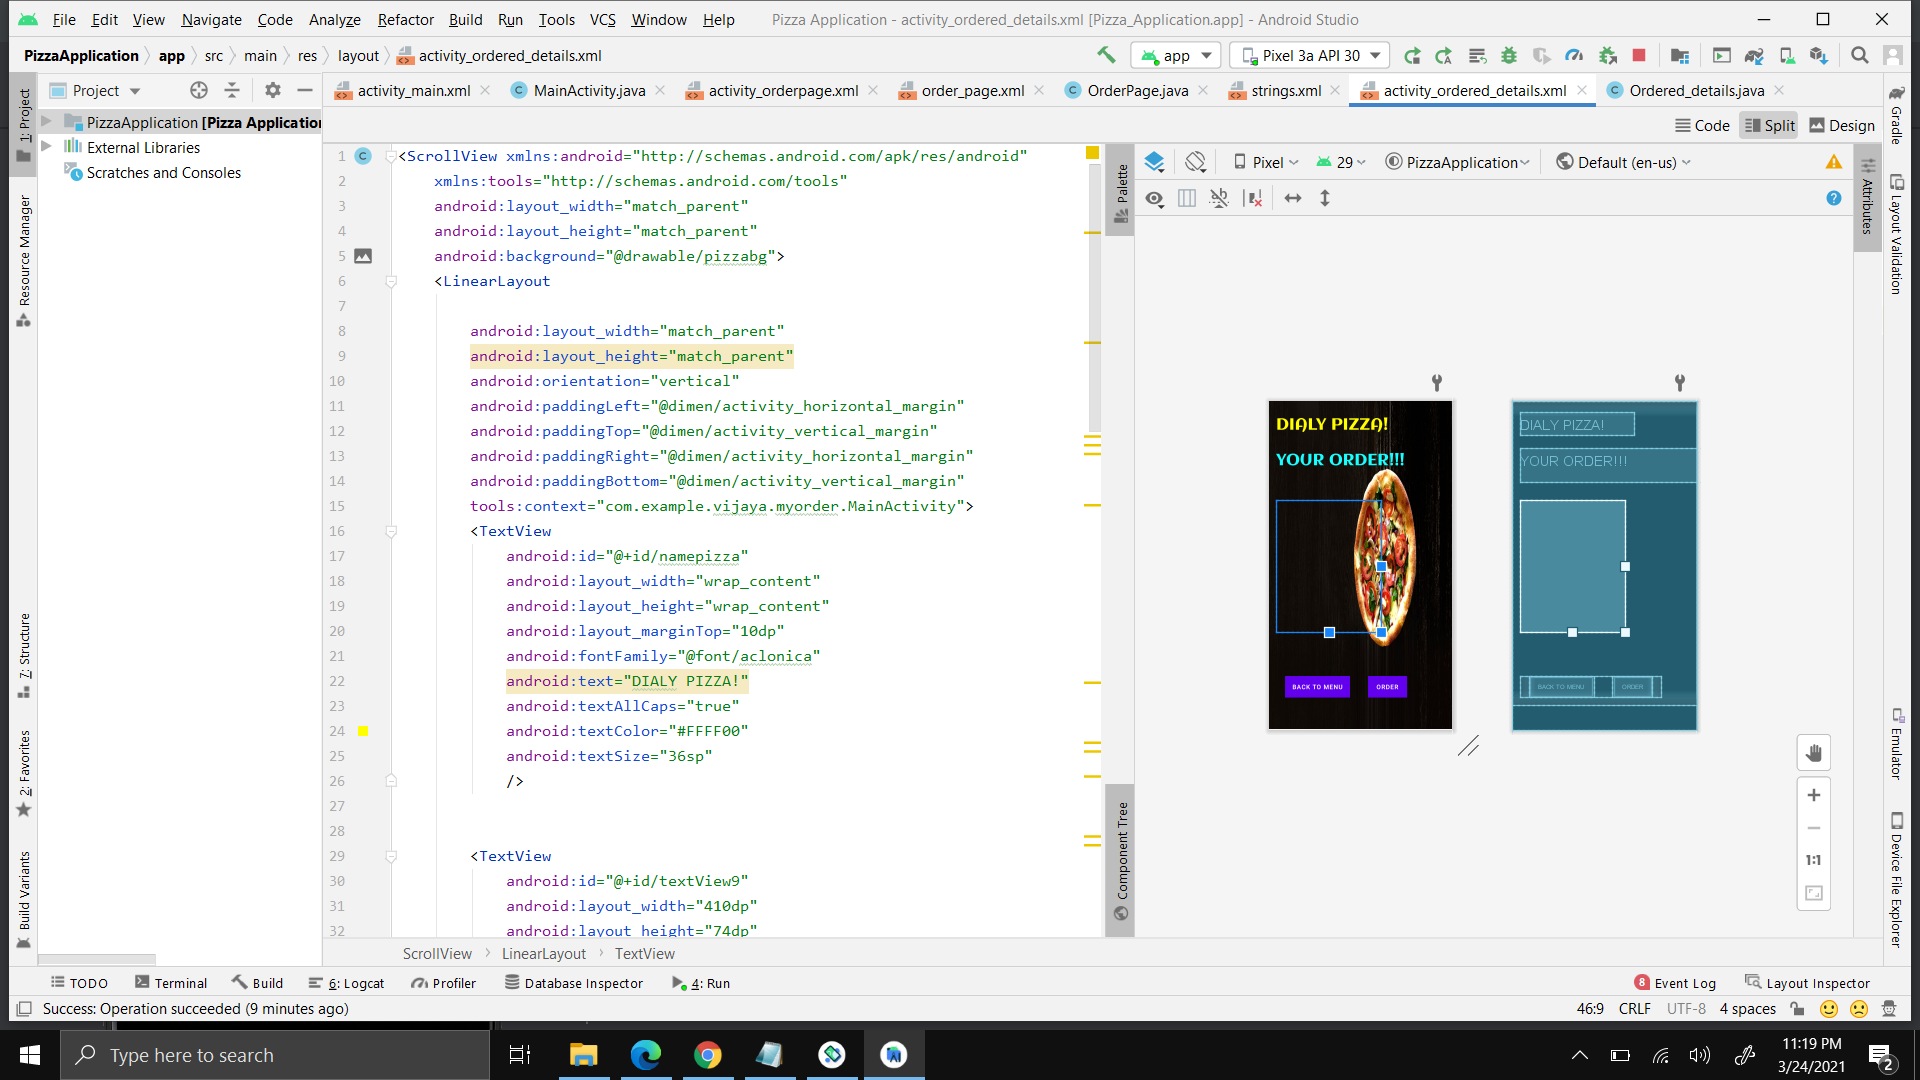 File Edit View Navigate Code Analyze Refactor Build Run Tools VCS Window Help Pizza Application - activity_ordered_details.xml [Pizza_Application.app] - Android Studio
PizzaApplication app src main res layout activity_ordered_details.xml app Pixel 3a API 30
Project activity_main.xml MainActivity.java activity_orderpage.xml order_page.xml OrderPage.java strings.xml activity_ordered_details.xml Ordered_details.java
Code Split Design
PizzaApplication [Pizza Application
External Libraries
Scratches and Consoles
1: Project
Resource Manager
7: Structure
2: Favorites
Build Variants
1 <ScrollView xmlns:android="http://schemas.android.com/apk/res/android"
2 xmlns:tools="http://schemas.android.com/tools"
3 android:layout_width="match_parent"
4 android:layout_height="match_parent"
5 android:background="@drawable/pizzabg">
6 <LinearLayout
7
8 android:layout_width="match_parent"
9 android:layout_height="match_parent"
10 android:orientation="vertical"
11 android:paddingLeft="@dimen/activity_horizontal_margin"
12 android:paddingTop="@dimen/activity_vertical_margin"
13 android:paddingRight="@dimen/activity_horizontal_margin"
14 android:paddingBottom="@dimen/activity_vertical_margin"
15 tools:context="com.example.vijaya.myorder.MainActivity">
16 <TextView
17 android:id="@+id/namepizza"
18 android:layout_width="wrap_content"
19 android:layout_height="wrap_content"
20 android:layout_marginTop="10dp"
21 android:fontFamily="@font/aclonica"
22 android:text="DIALY PIZZA!"
23 android:textAllCaps="true"
24 android:textColor="#FFFF00"
25 android:textSize="36sp"
26 />
27
28
29 <TextView
30 android:id="@+id/textView9"
31 android:layout_width="410dp"
32 android:layout_height="74dp"
ScrollView LinearLayout TextView
Palette
Component Tree
Pixel 29 PizzaApplication Default (en-us)
DIALY PIZZA!
YOUR ORDER!!!
BACK TO MENU ORDER
DIALY PIZZA!
YOUR ORDER!!!
BACK TO MENU ORDER
1:1
Attributes
Gradle
Layout Validation
Emulator
Device File Explorer
TODO Terminal Build 6: Logcat Profiler Database Inspector 4: Run 8 Event Log Layout Inspector
Success: Operation succeeded (9 minutes ago) 46:9 CRLF UTF-8 4 spaces
Type here to search
11:19 PM
3/24/2021
2